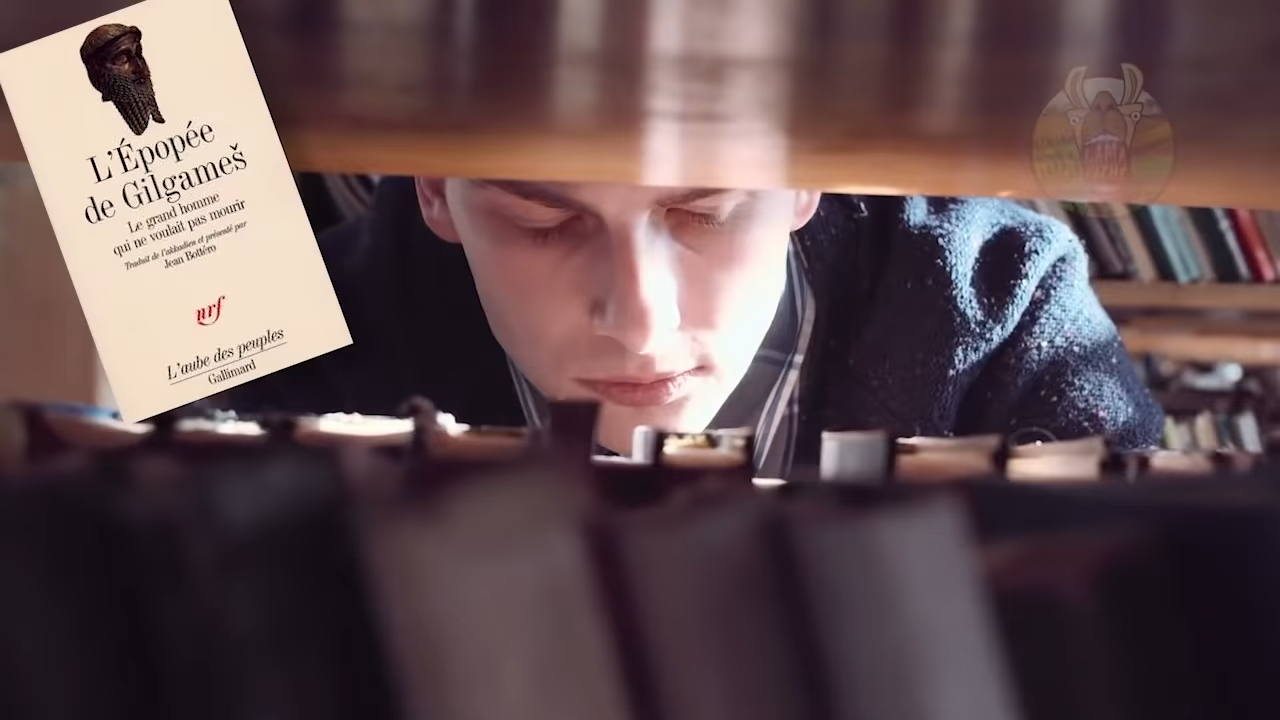 L'Épopée
de Gilgameš
Le grand homme
qui ne voulait pas mourir
Traduit de l'akkadien et présenté par
Jean Bottéro
nrf
L'aube des peuples
Gallimard